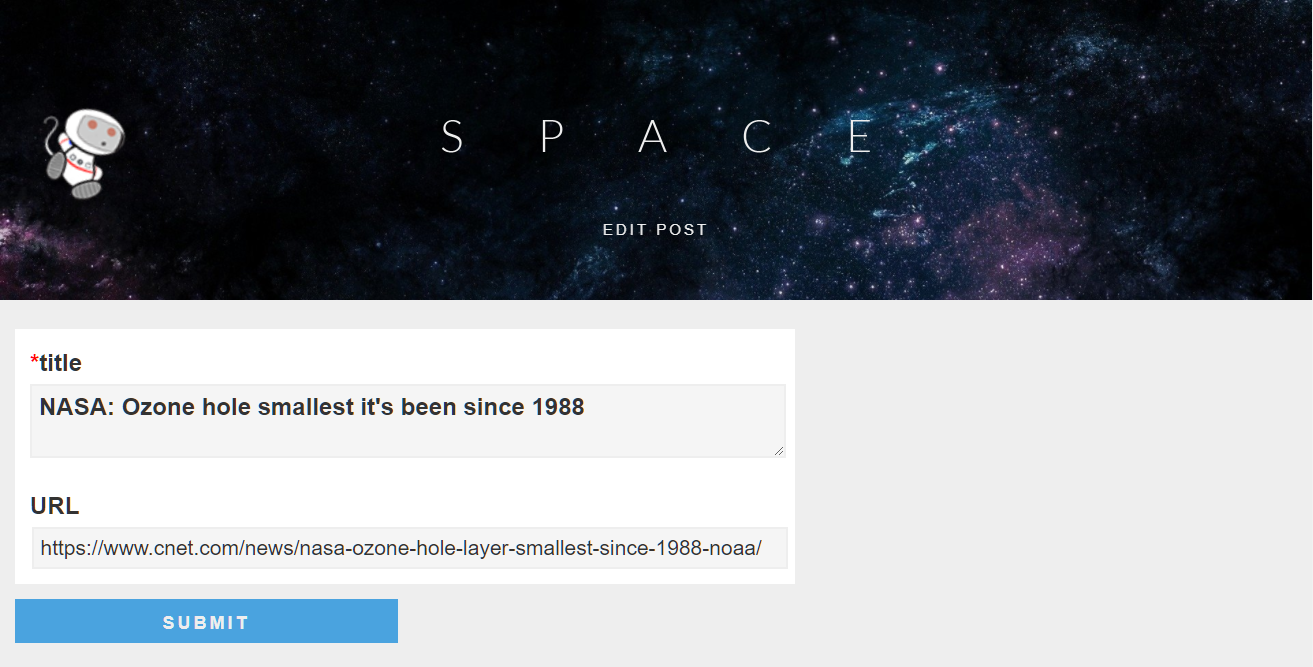 S P A C E
EDIT POST
*title
NASA: Ozone hole smallest it's been since 1988
URL
https://www.cnet.com/news/nasa-ozone-hole-layer-smallest-since-1988-noaa/
SUBMIT